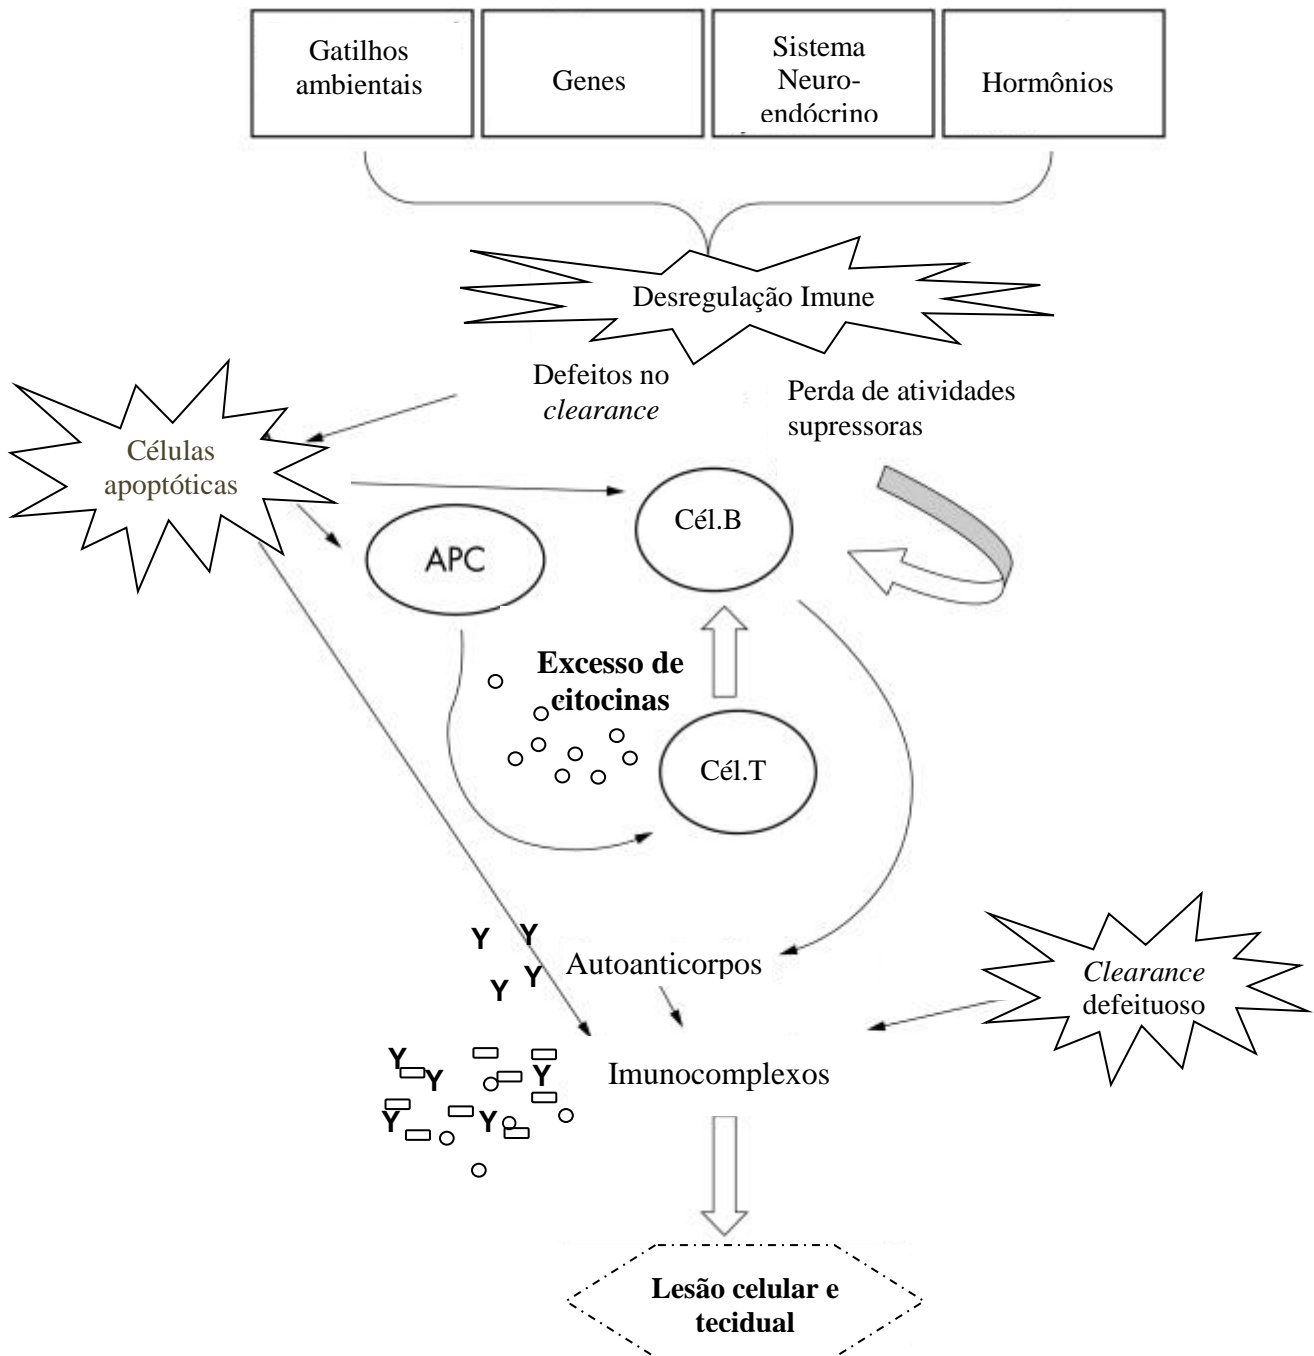 Gatilhos
ambientais
Genes
Sistema
Neuro-
endócrino
Hormônios
Desregulação Imune
Defeitos no
clearance
Perda de atividades
supressoras
Células
apoptóticas
Cél.B
APC
Excesso de
citocinas
Cél.T
Y Y
Autoanticorpos
Y Y
Clearance
defeituoso
Imunocomplexos
Y Y Y
Y Y
Lesão celular e
tecidual